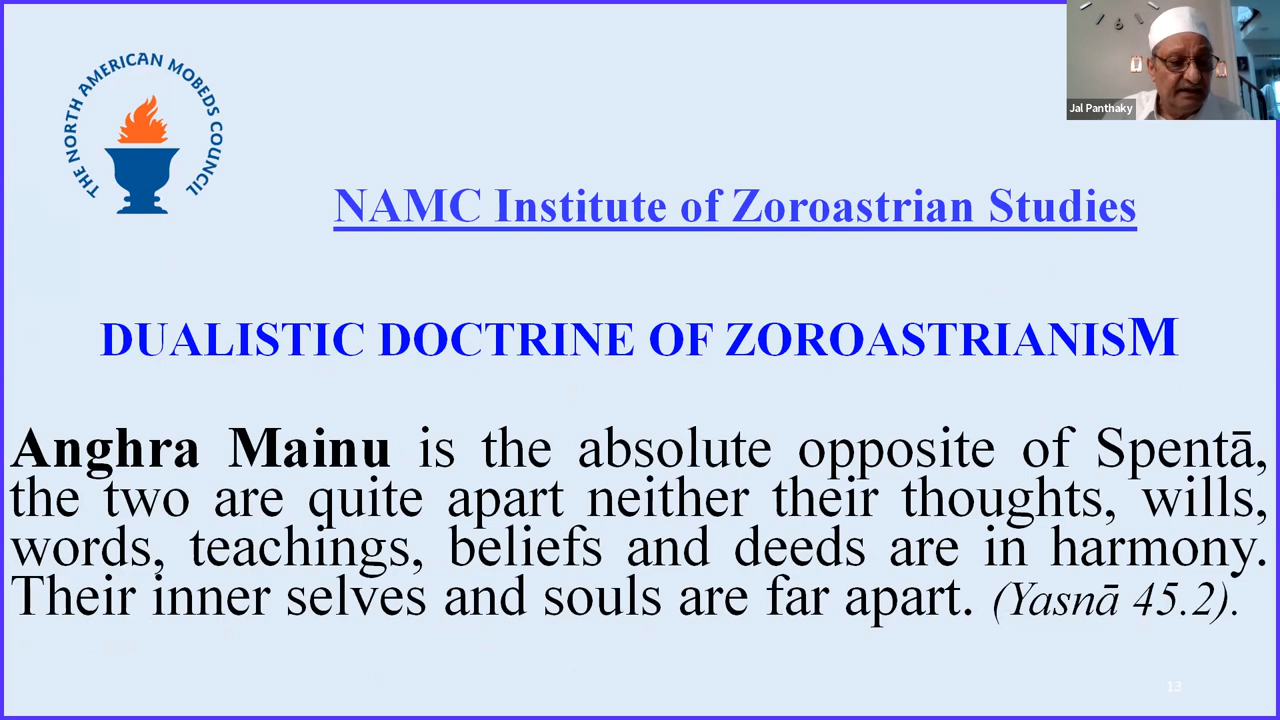 THE NORTH AMERICAN MOBEDS COUNCIL
Jal Panthaky
NAMC Institute of Zoroastrian Studies
DUALISTIC DOCTRINE OF ZOROASTRIANISM
Anghra Mainu is the absolute opposite of Spentā,
the two are quite apart neither their thoughts, wills,
words, teachings, beliefs and deeds are in harmony.
Their inner selves and souls are far apart. (Yasnā 45.2).
13